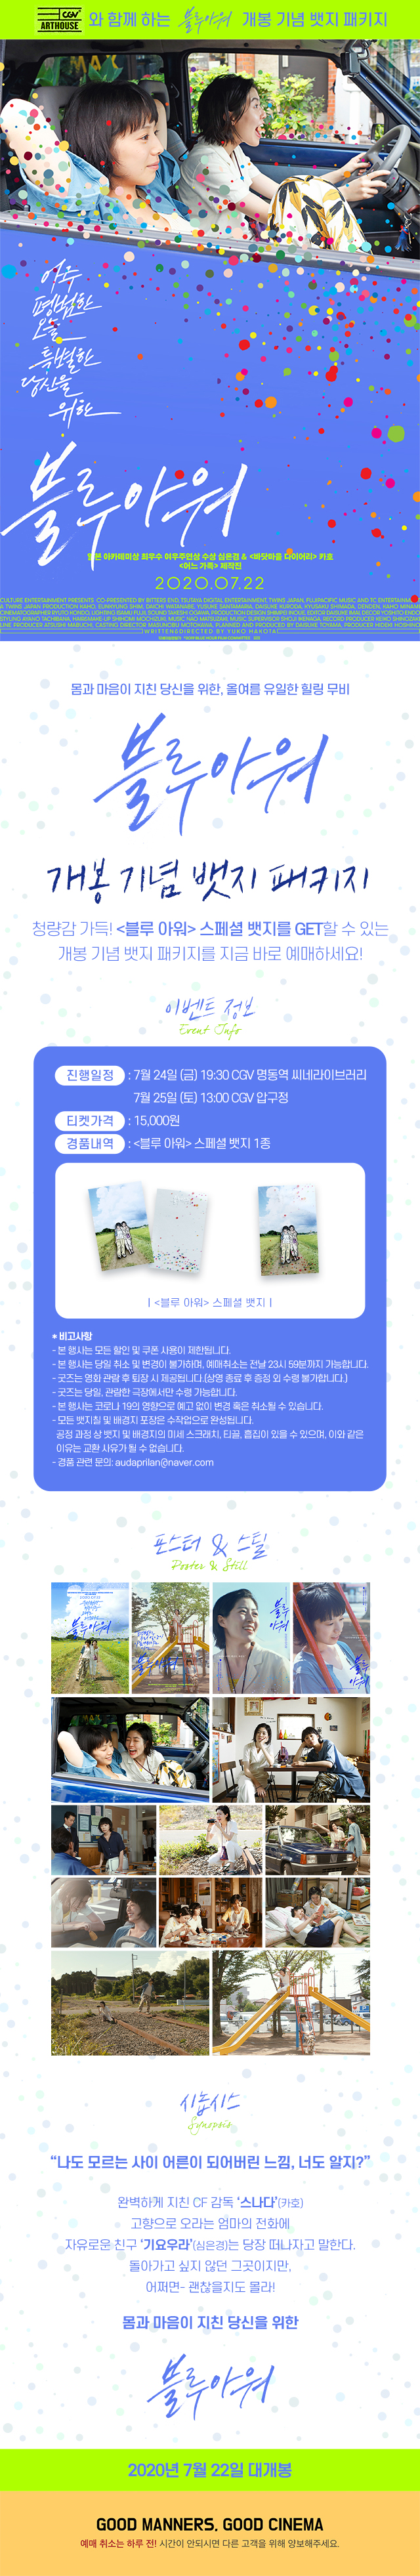 CGV ARTHOUSE 와 함께 하는 블루아워 개봉 기념 뱃지 패키지
아주
평범한
오늘
특별한
당신을
위한
블루아워
일본 아카데미상 최우수 여우주연상 수상 심은경 & <바닷마을 다이어리> 카호
<어느 가족> 제작진
2020.07.22
WRITTEN&DIRECTED BY YUKO HAKOTA
몸과 마음이 지친 당신을 위한, 올여름 유일한 힐링 무비
블루아워
개봉 기념 뱃지 패키지
청량감 가득! <블루 아워> 스페셜 뱃지를 GET할 수 있는
개봉 기념 뱃지 패키지를 지금 바로 예매하세요!
이벤트 정보
Event Info
진행일정 : 7월 24일 (금) 19:30 CGV 명동역 씨네라이브러리
7월 25일 (토) 13:00 CGV 압구정
티켓가격 : 15,000원
경품내역 : <블루 아워> 스페셜 뱃지 1종
| <블루 아워> 스페셜 뱃지 |
* 비고사항
- 본 행사는 모든 할인 및 쿠폰 사용이 제한됩니다.
- 본 행사는 당일 취소 및 변경이 불가하며, 예매취소는 전날 23시 59분까지 가능합니다.
- 굿즈는 영화 관람 후 퇴장 시 제공됩니다.(상영 종료 후 증정 외 수령 불가합니다.)
- 굿즈는 당일, 관람한 극장에서만 수령 가능합니다.
- 본 행사는 코로나 19의 영향으로 예고 없이 변경 혹은 취소될 수 있습니다.
- 모든 뱃지칠 및 배경지 포장은 수작업으로 완성됩니다.
공정 과정 상 뱃지 및 배경지의 미세 스크래치, 티끌, 흠집이 있을 수 있으며, 이와 같은
이유는 교환 사유가 될 수 없습니다.
- 경품 관련 문의: audaprilan@naver.com
포스터 & 스틸
Poster & Still
블루아워
블루아워
블루아워
블루아워
시놉시스
Synopsis
“나도 모르는 사이 어른이 되어버린 느낌, 너도 알지?”
완벽하게 지친 CF 감독 ‘스나다’(카호)
고향으로 오라는 엄마의 전화에
자유로운 친구 ‘기요우라’(심은경)는 당장 떠나자고 말한다.
돌아가고 싶지 않던 그곳이지만,
어쩌면- 괜찮을지도 몰라!
몸과 마음이 지친 당신을 위한
블루아워
2020년 7월 22일 대개봉
GOOD MANNERS, GOOD CINEMA
예매 취소는 하루 전! 시간이 안되시면 다른 고객을 위해 양보해주세요.